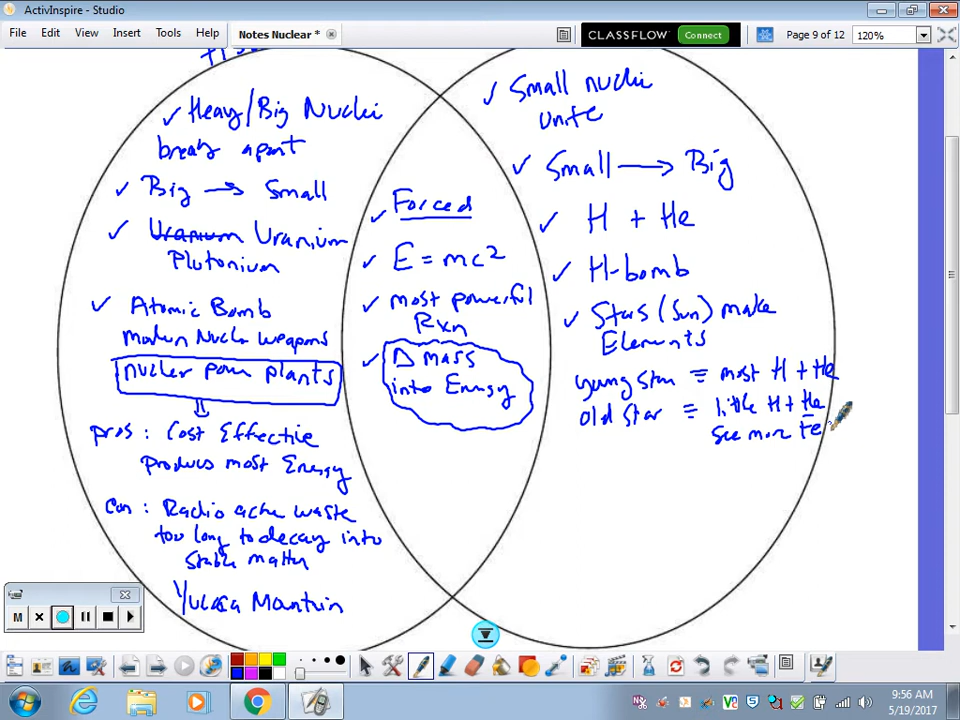 ActivInspire - Studio
File Edit View Insert Tools Help
Notes Nuclear *
CLASSFLOW Connect
Page 9 of 12
120%
✓ Heavy/Big Nuclei
break apart
✓ Big → Small
✓ Uranium Uranium
Plutonium
✓ Atomic Bomb
modern Nuclear weapons
nuclear power plants
pros : Cost Effective
produces most Energy
Con : Radio active waste
too long to decay into
stable matter
Yucca Mountain
✓ Forced
✓ E = mc²
✓ most powerful
Rxn
✓ Δ mass
into Energy
✓ Small nuclei
unite
✓ Small → Big
✓ H + He
✓ H-bomb
✓ Stars (Sun) make
Elements
young star ≡ most H + He
old Star ≡ little H + He
see more Fe
M
9:56 AM
5/19/2017